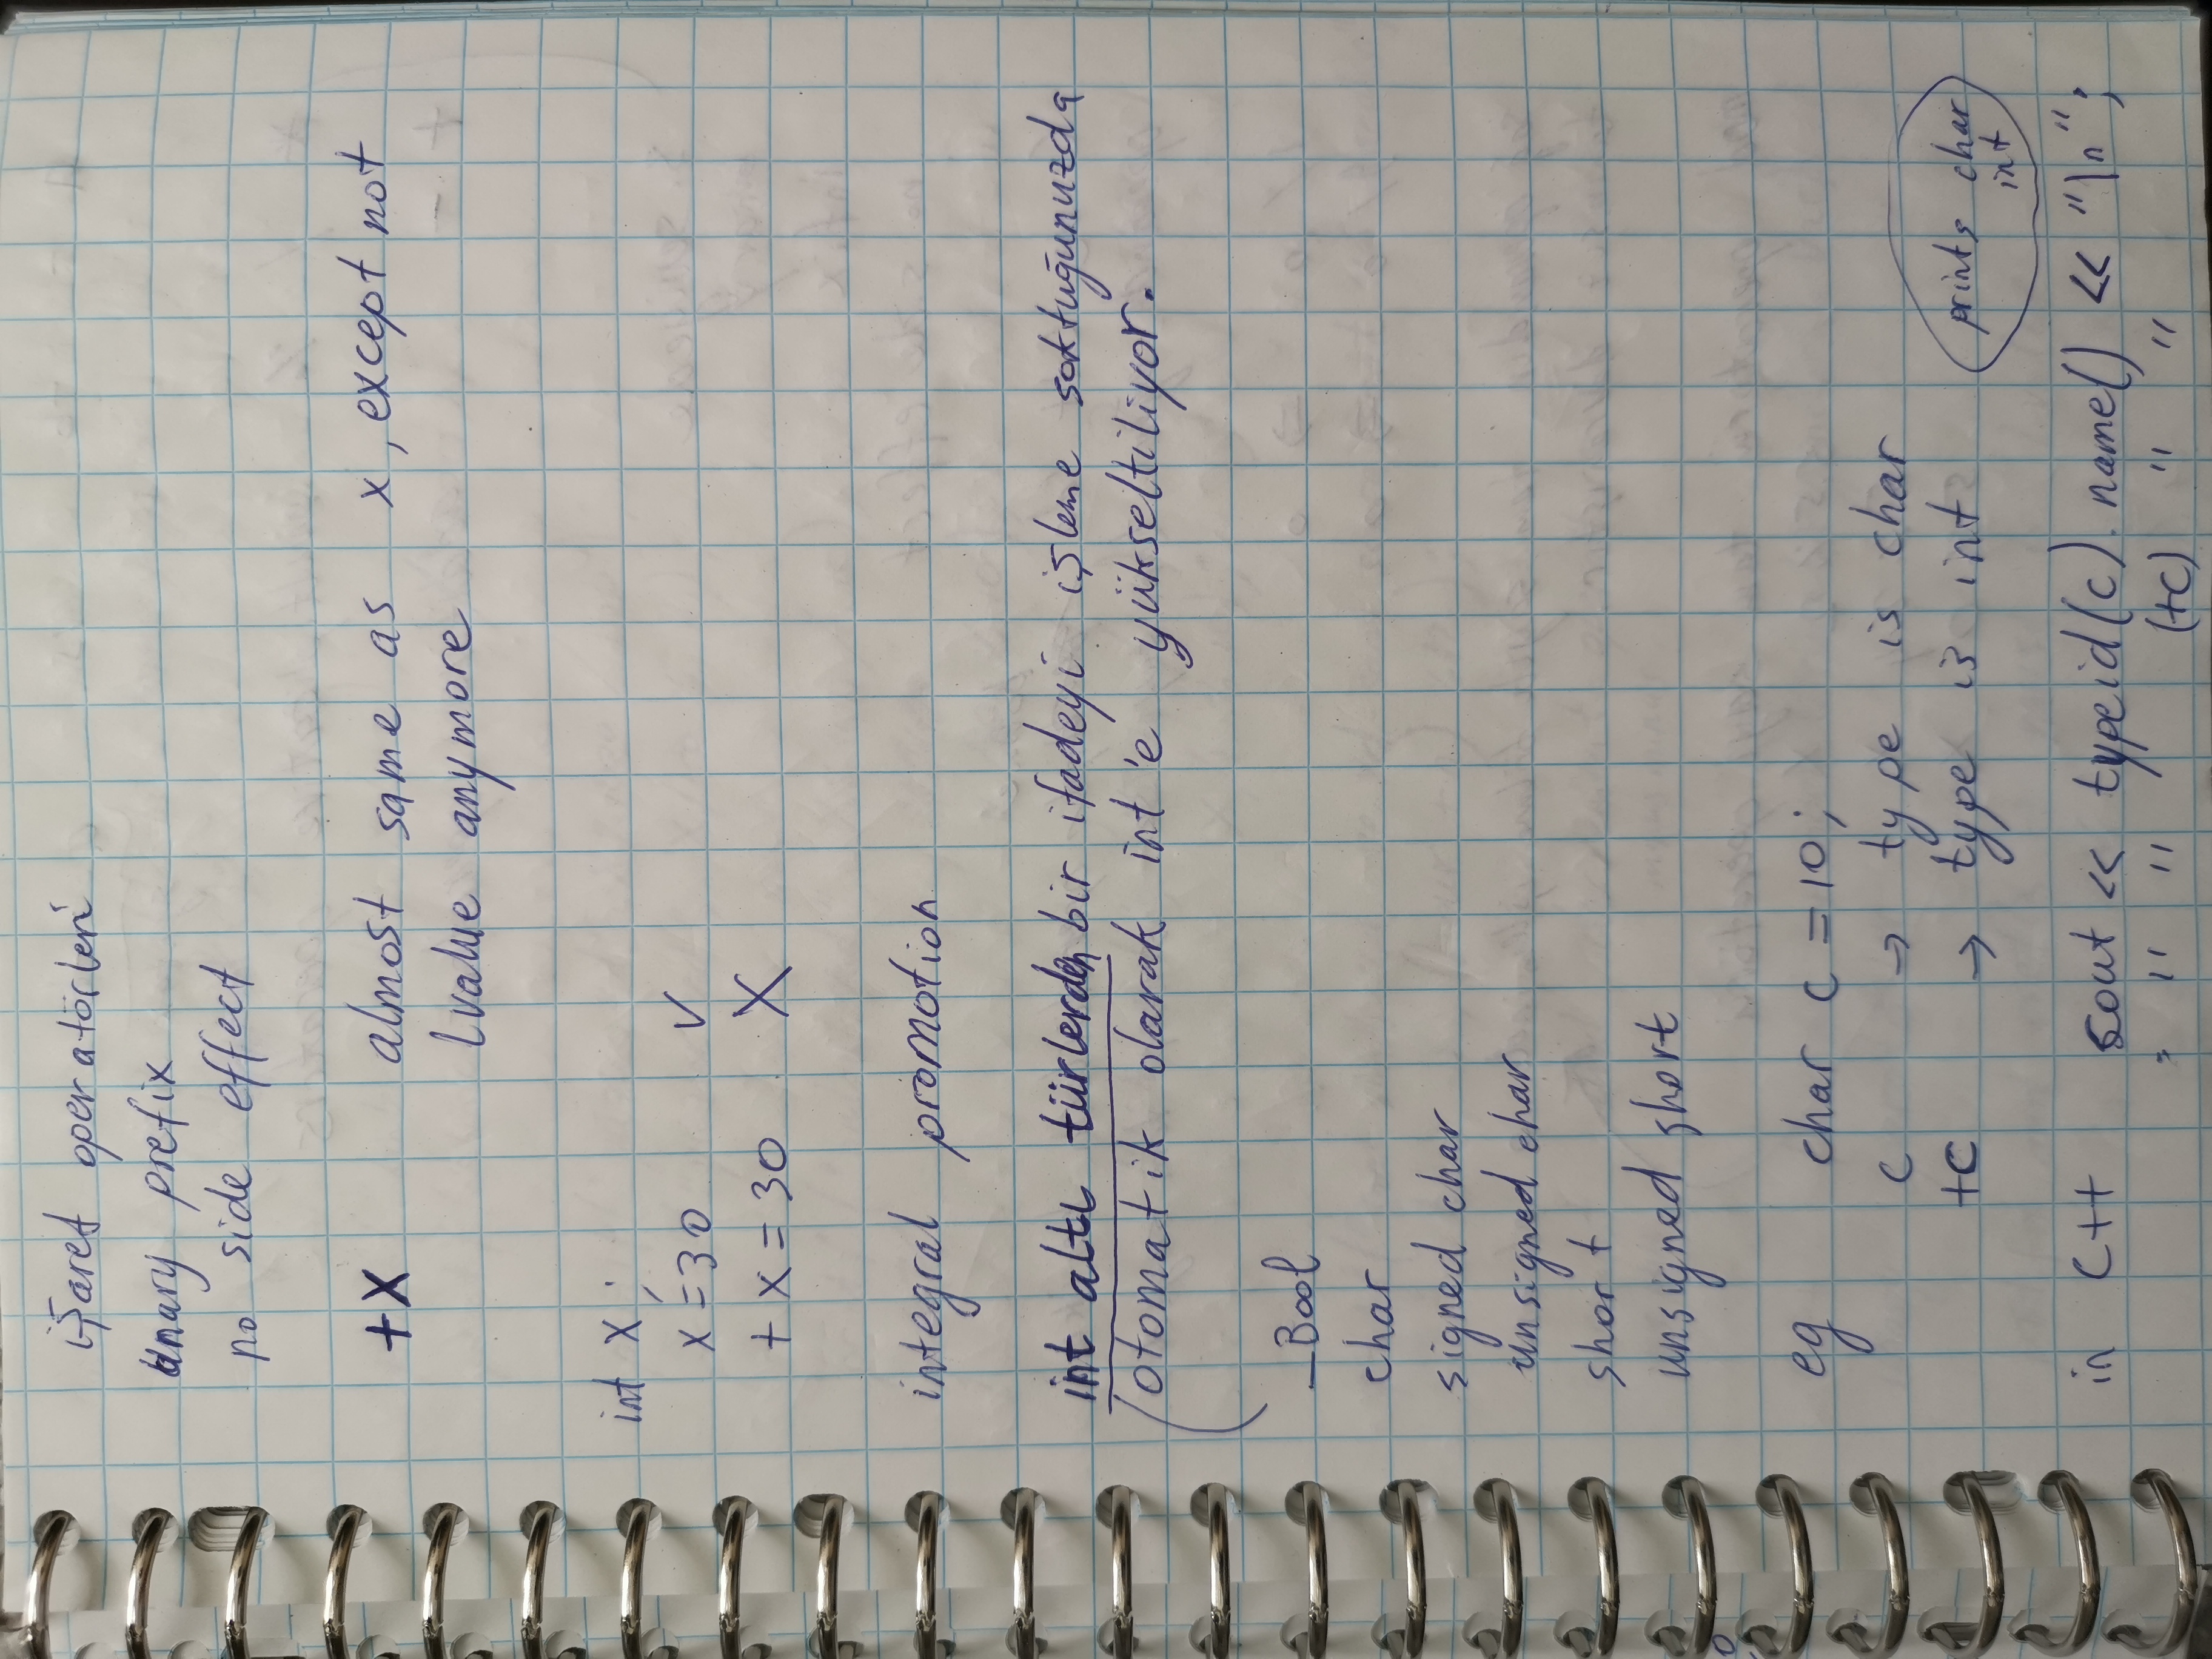 işaret operatörleri
unary prefix
no side effect
+x almost same as x, except not
lvalue anymore
int x;
x = 30 ✓
+ x = 30 X
integral promotion
int altı türlerden bir ifadeyi işleme soktuğunuzda
otomatik olarak int'e yükseltiliyor.
_Bool
char
signed char
unsigned char
short
unsigned short
eg char c = 10;
c → type is char
+c → type is int
prints char
int
in C++ cout << typeid(c).name() << "\n";
" " " (+c) " "